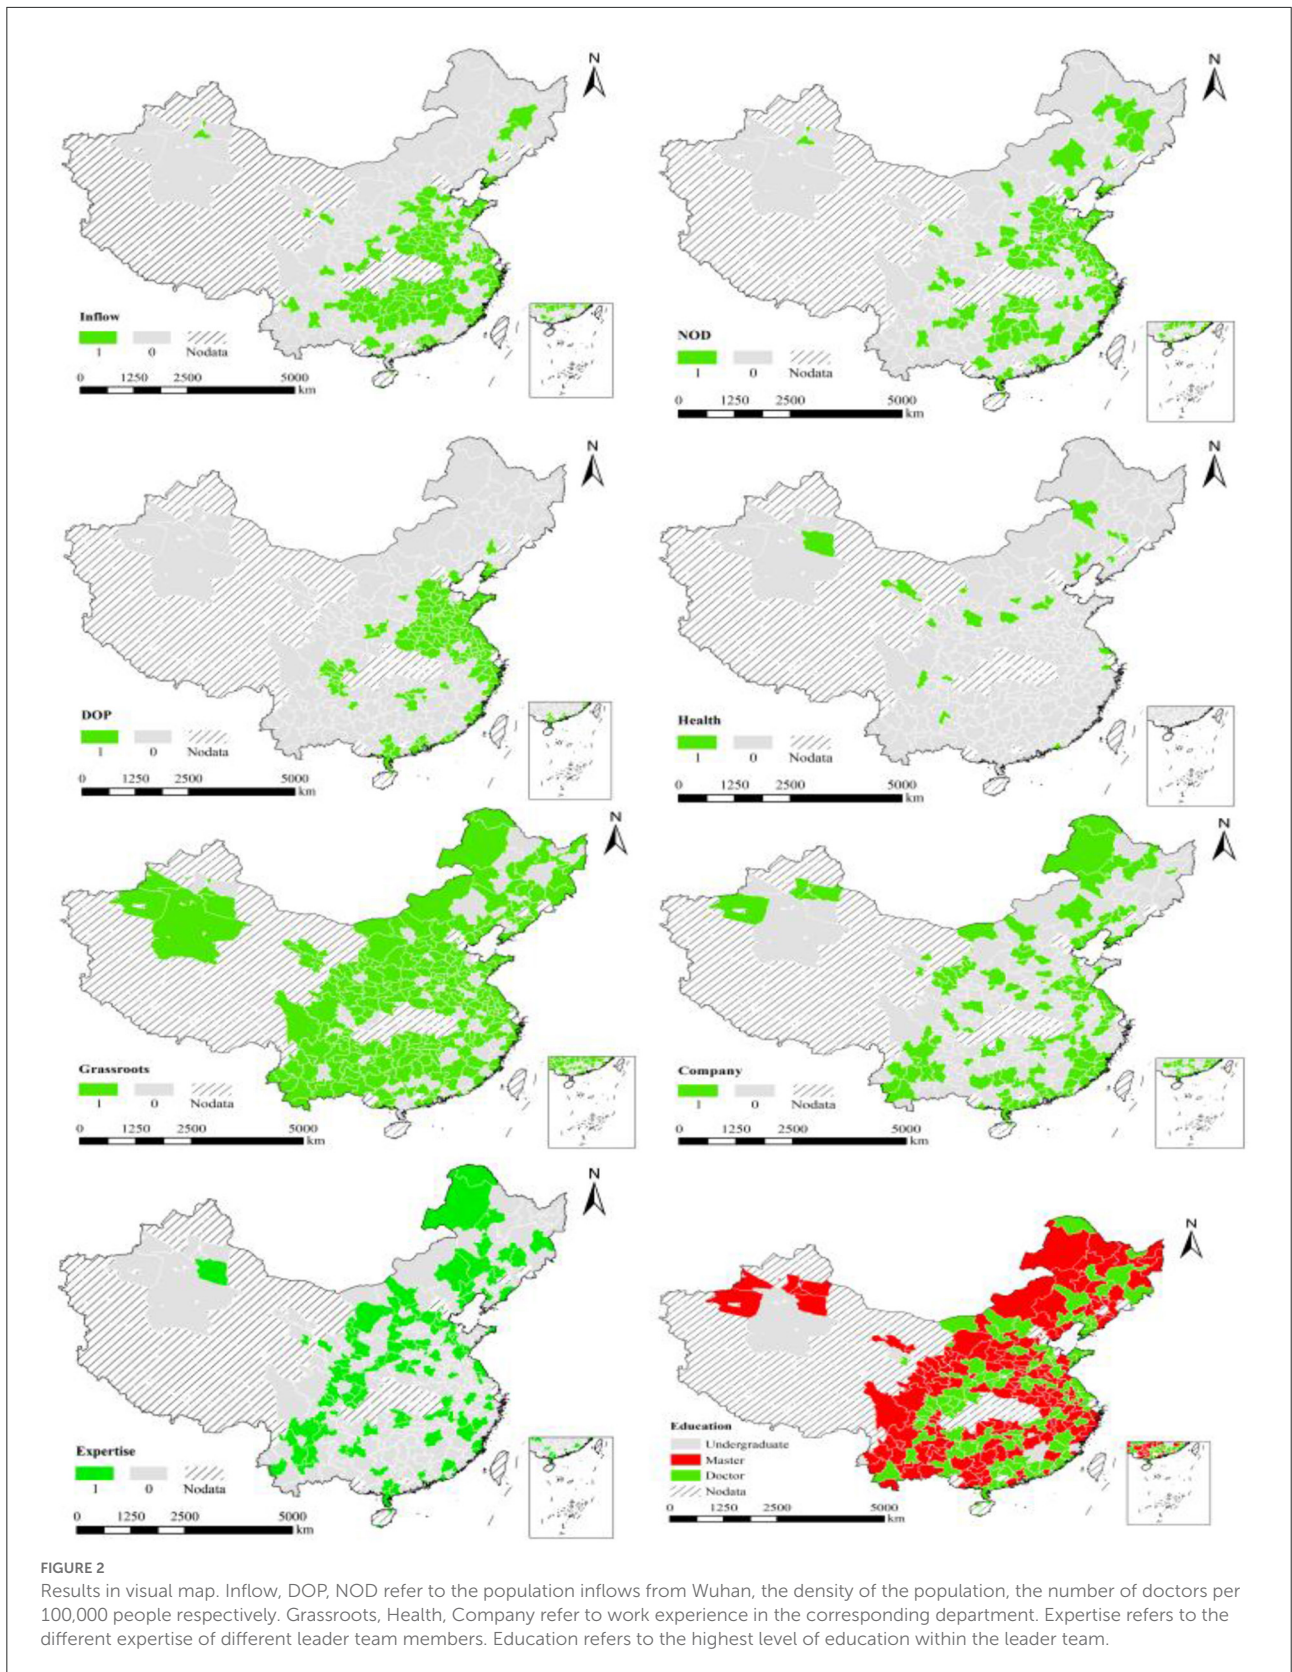 N
Inflow
1 0 Nodata
0 1250 2500 5000
km
N
NOD
1 0 Nodata
0 1250 2500 5000
km
N
DOP
1 0 Nodata
0 1250 2500 5000
km
N
Health
1 0 Nodata
0 1250 2500 5000
km
N
Grassroots
1 0 Nodata
0 1250 2500 5000
km
N
Company
1 0 Nodata
0 1250 2500 5000
km
N
Expertise
1 0 Nodata
0 1250 2500 5000
km
N
Education
Undergraduate
Master
Doctor
Nodata
0 1250 2500 5000
km
FIGURE 2
Results in visual map. Inflow, DOP, NOD refer to the population inflows from Wuhan, the density of the population, the number of doctors per
100,000 people respectively. Grassroots, Health, Company refer to work experience in the corresponding department. Expertise refers to the
different expertise of different leader team members. Education refers to the highest level of education within the leader team.